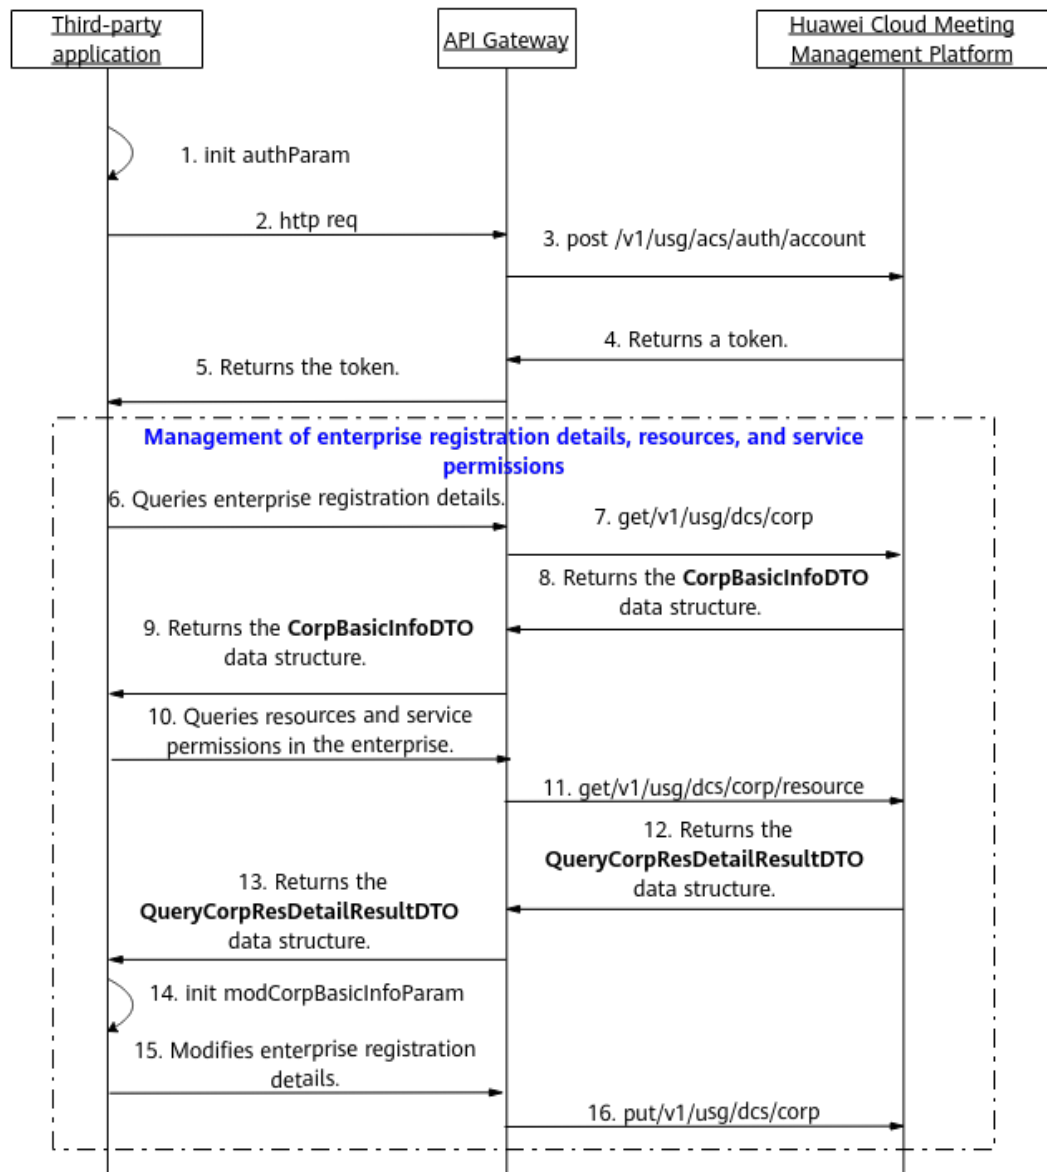 Third-party
application
API Gateway
Huawei Cloud Meeting
Management Platform
1. init authParam
2. http req
3. post /v1/usg/acs/auth/account
4. Returns a token.
5. Returns the token.
Management of enterprise registration details, resources, and service
permissions
6. Queries enterprise registration details.
7. get/v1/usg/dcs/corp
8. Returns the CorpBasicInfoDTO
data structure.
9. Returns the CorpBasicInfoDTO
data structure.
10. Queries resources and service
permissions in the enterprise.
11. get/v1/usg/dcs/corp/resource
12. Returns the
QueryCorpResDetailResultDTO
data structure.
13. Returns the
QueryCorpResDetailResultDTO
data structure.
14. init modCorpBasicInfoParam
15. Modifies enterprise registration
details.
16. put/v1/usg/dcs/corp